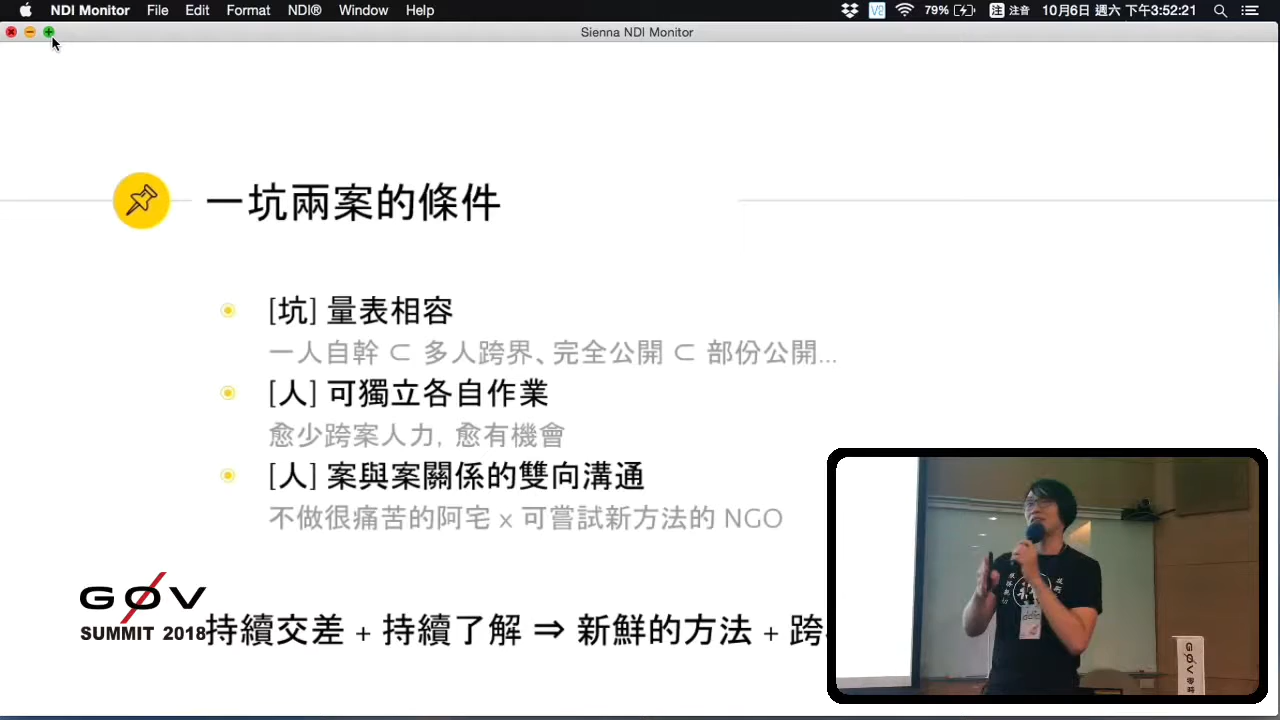 NDI Monitor File Edit Format NDI® Window Help 79% 注 注音 10月6日 週六 下午3:52:21
Sienna NDI Monitor
一坑兩案的條件
[坑] 量表相容
一人自幹 ⊂ 多人跨界、完全公開 ⊂ 部份公開...
[人] 可獨立各自作業
愈少跨案人力, 愈有機會
[人] 案與案關係的雙向溝通
不做很痛苦的阿宅 x 可嘗試新方法的 NGO
GØV
SUMMIT 2018
持續交差 + 持續了解 ⇒ 新鮮的方法 + 跨
GØV 零時